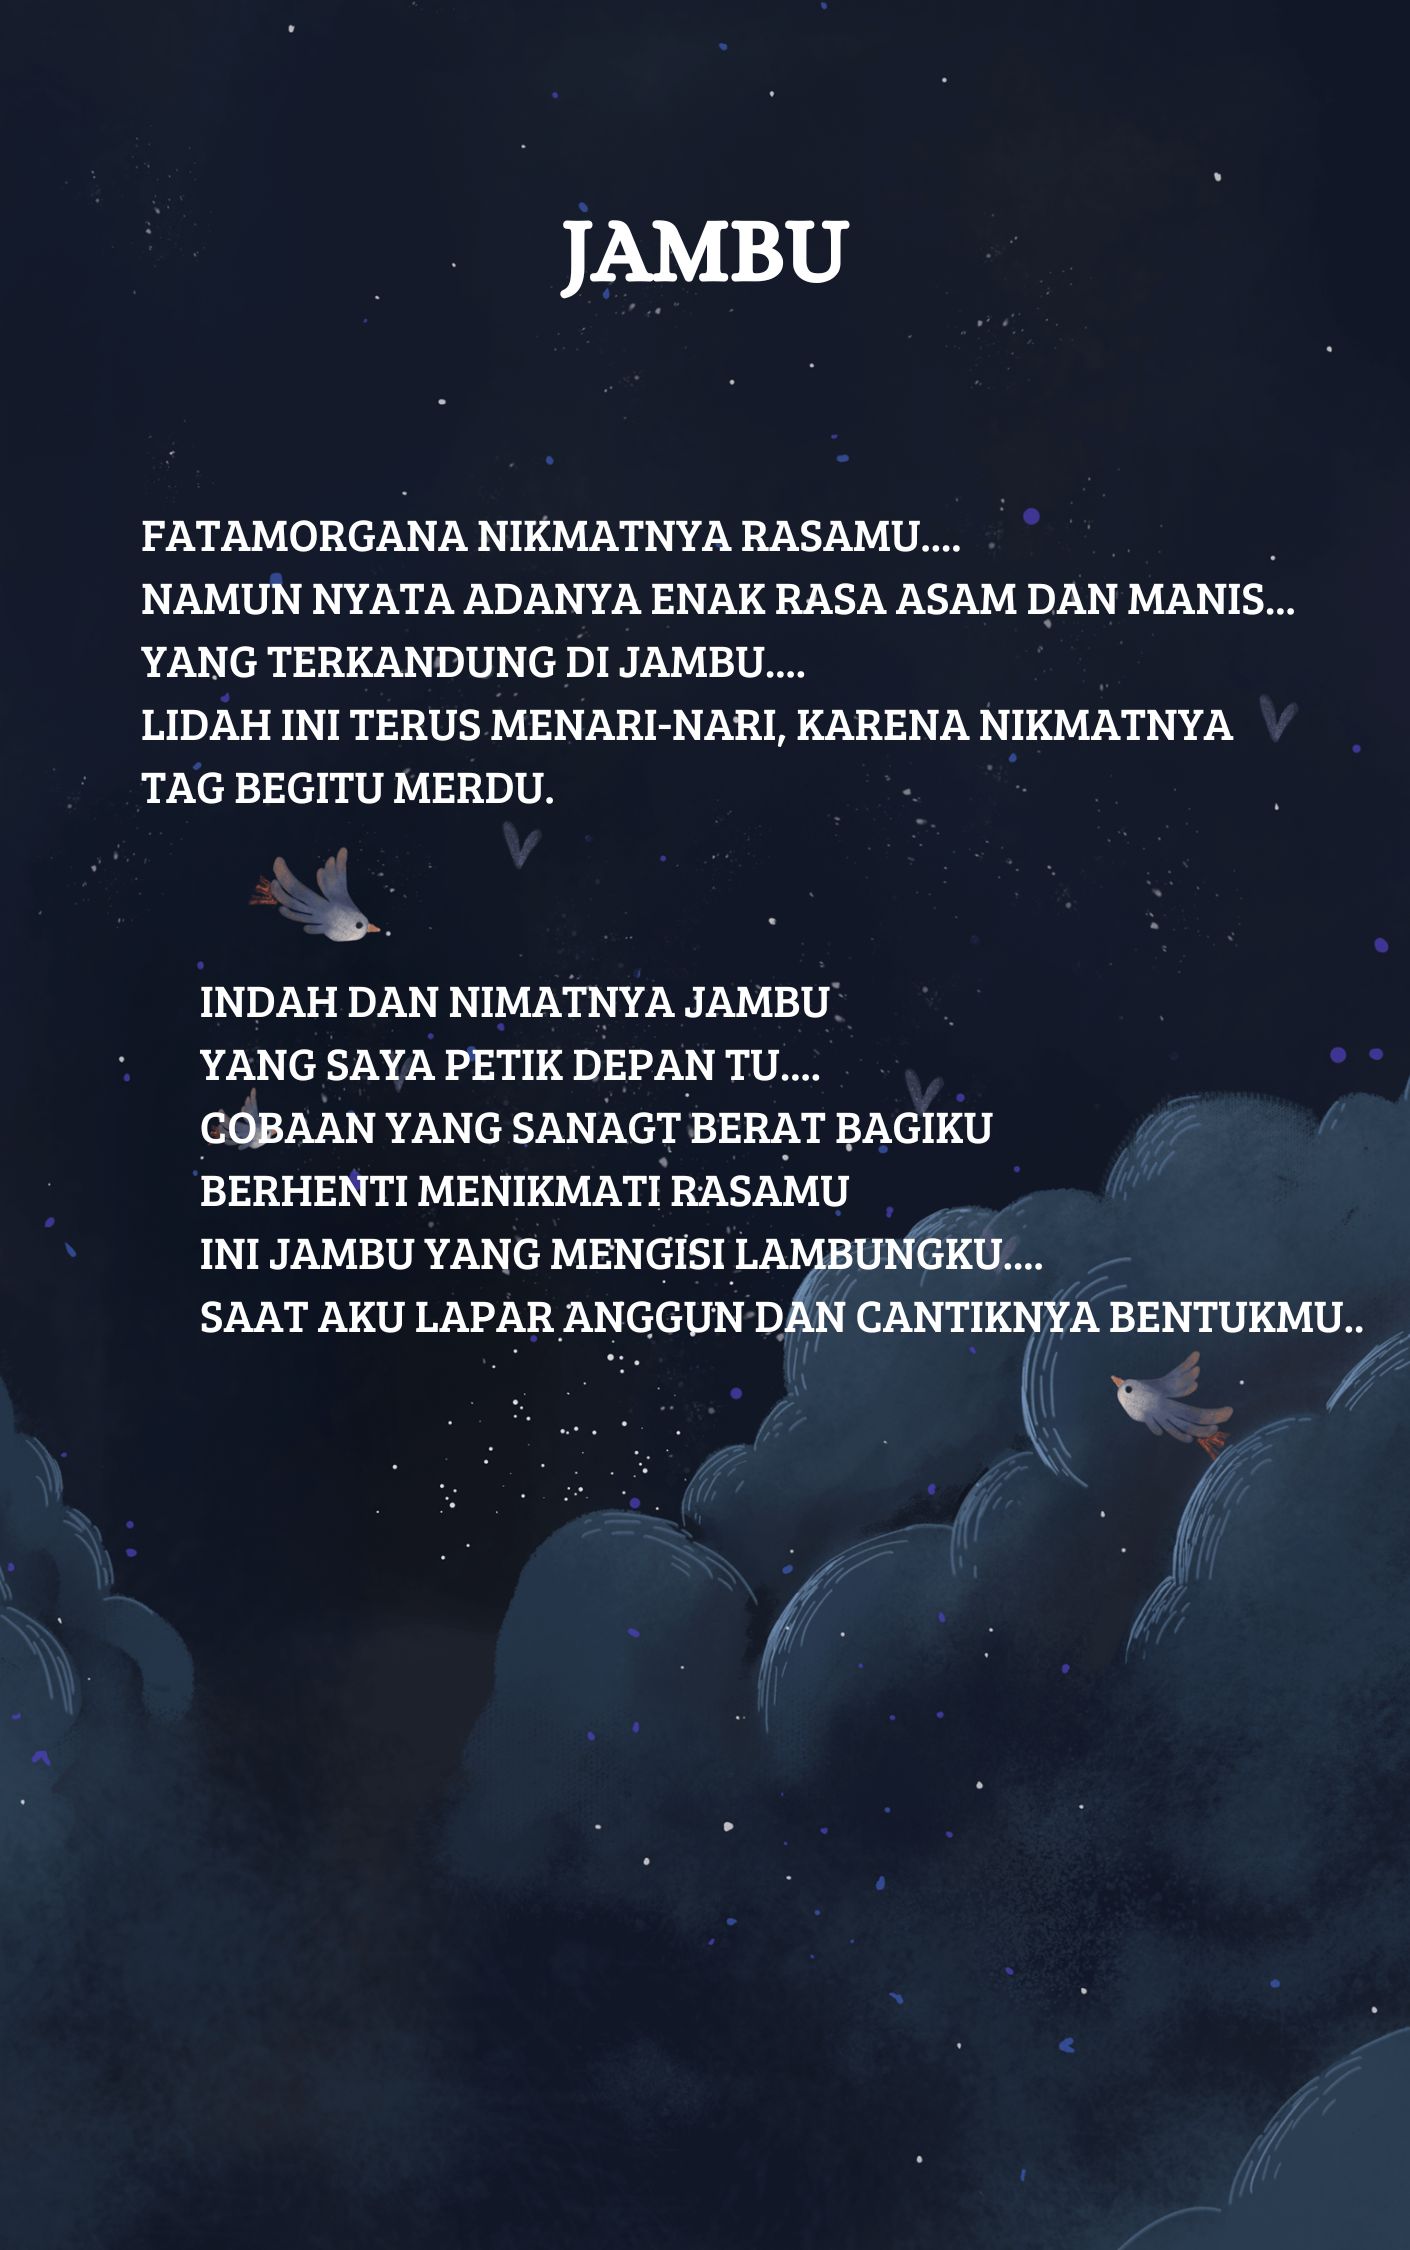 JAMBU
FATAMORGANA NIKMATNYA RASAMU....
NAMUN NYATA ADANYA ENAK RASA ASAM DAN MANIS...
YANG TERKANDUNG DI JAMBU....
LIDAH INI TERUS MENARI-NARI, KARENA NIKMATNYA
TAG BEGITU MERDU.
INDAH DAN NIMATNYA JAMBU
YANG SAYA PETIK DEPAN TU....
COBAAN YANG SANAGT BERAT BAGIKU
BERHENTI MENIKMATI RASAMU
INI JAMBU YANG MENGISI LAMBUNGKU....
SAAT AKU LAPAR ANGGUN DAN CANTIKNYA BENTUKMU..